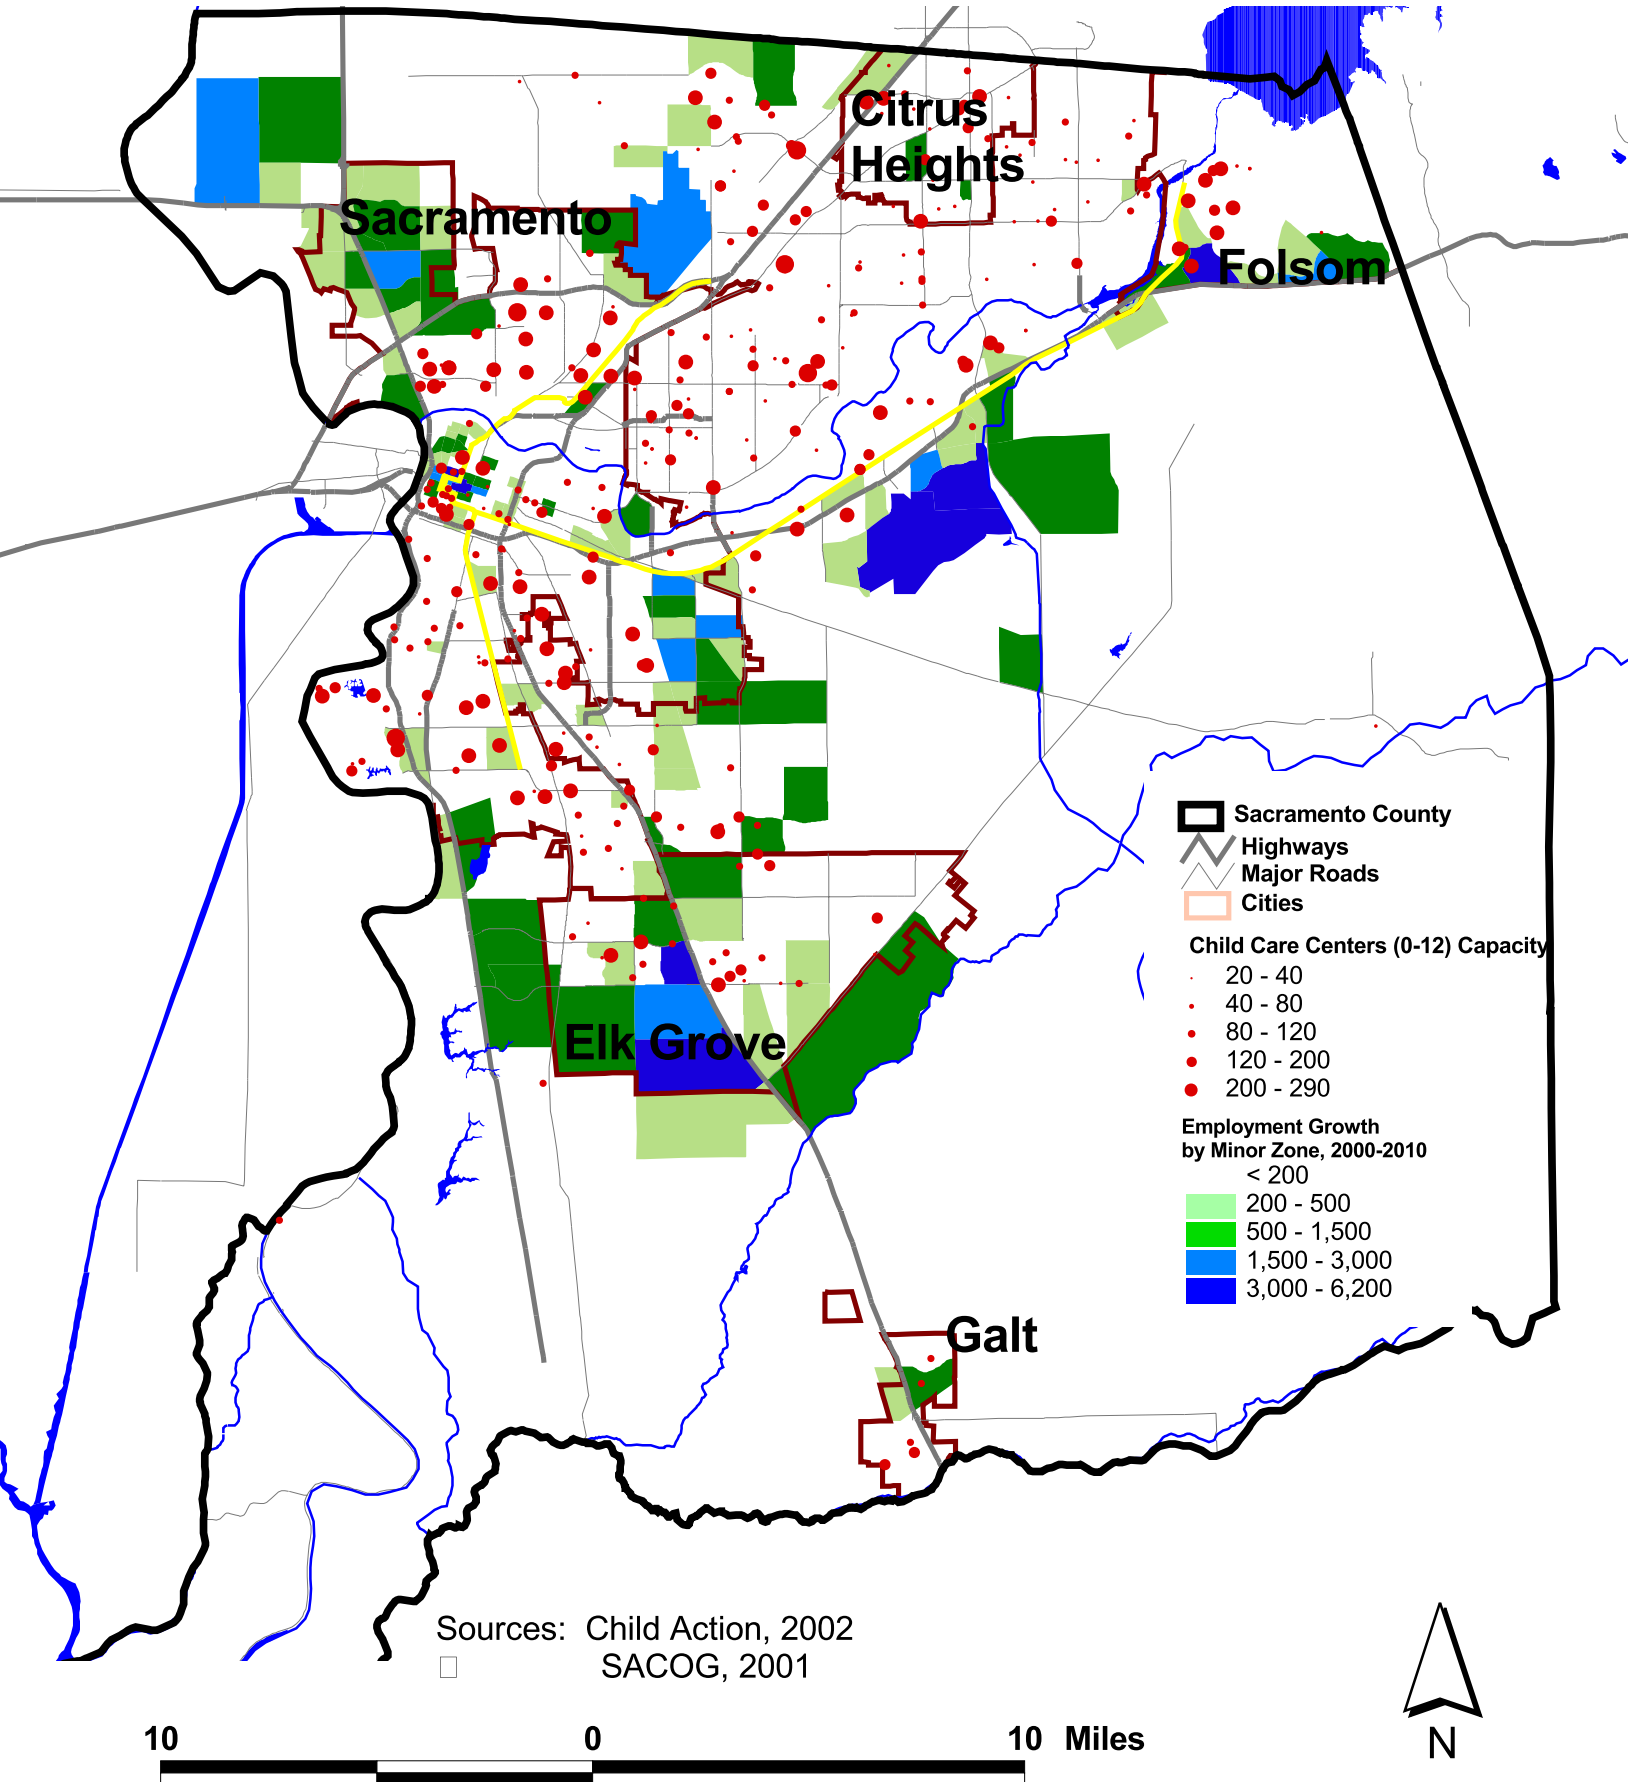 Citrus
Heights
Sacramento
Folsom
Sacramento County
Highways
Major Roads
Cities
Child Care Centers (0-12) Capacity
20 - 40
40 - 80
80 - 120
120 - 200
200 - 290
Employment Growth
by Minor Zone, 2000-2010
< 200
200 - 500
500 - 1,500
1,500 - 3,000
3,000 - 6,200
Elk Grove
Galt
Sources: Child Action, 2002
SACOG, 2001
10 0 10 Miles
N